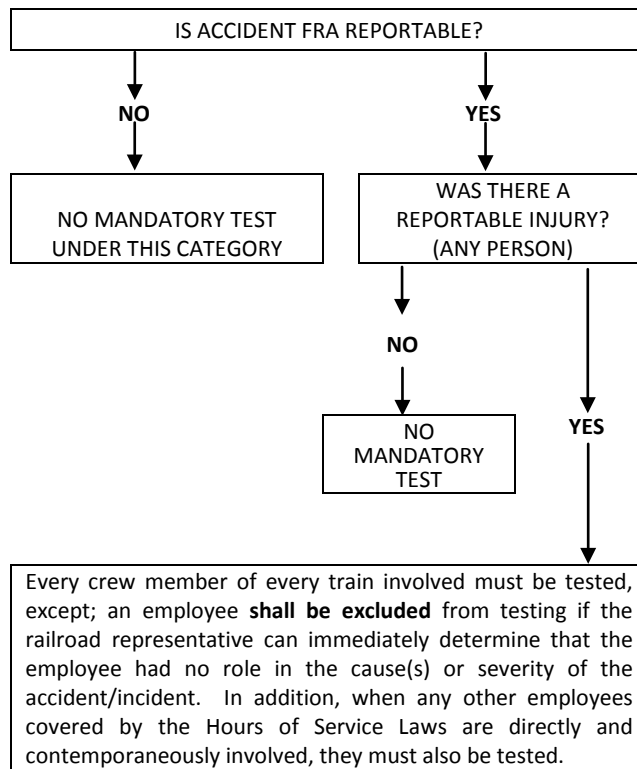 IS ACCIDENT FRA REPORTABLE?
NO
YES
NO MANDATORY TEST
UNDER THIS CATEGORY
WAS THERE A
REPORTABLE INJURY?
(ANY PERSON)
NO
YES
NO
MANDATORY
TEST
Every crew member of every train involved must be tested,
except; an employee shall be excluded from testing if the
railroad representative can immediately determine that the
employee had no role in the cause(s) or severity of the
accident/incident. In addition, when any other employees
covered by the Hours of Service Laws are directly and
contemporaneously involved, they must also be tested.